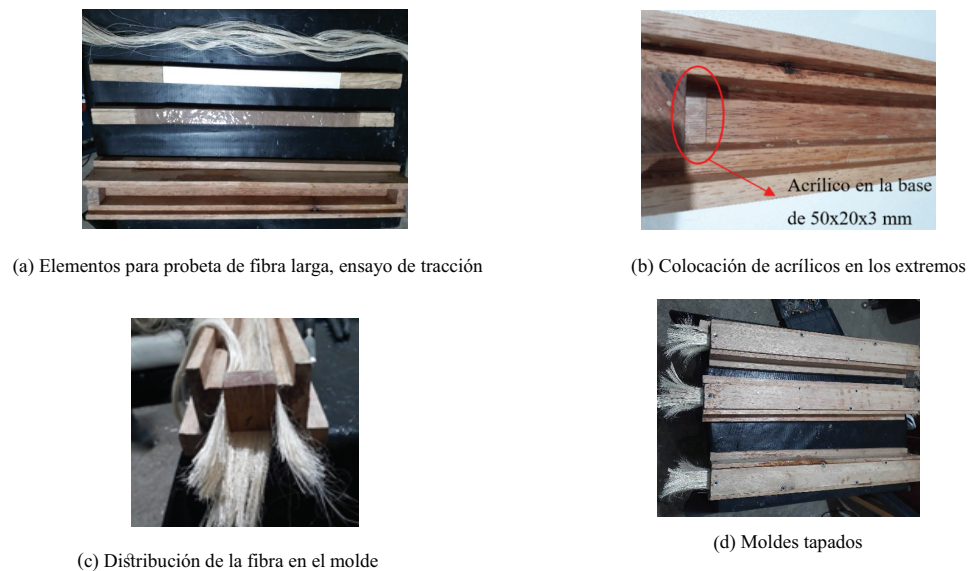 Acrílico en la base
de 50x20x3 mm
(a) Elementos para probeta de fibra larga, ensayo de tracción
(b) Colocación de acrílicos en los extremos
(c) Distribución de la fibra en el molde
(d) Moldes tapados